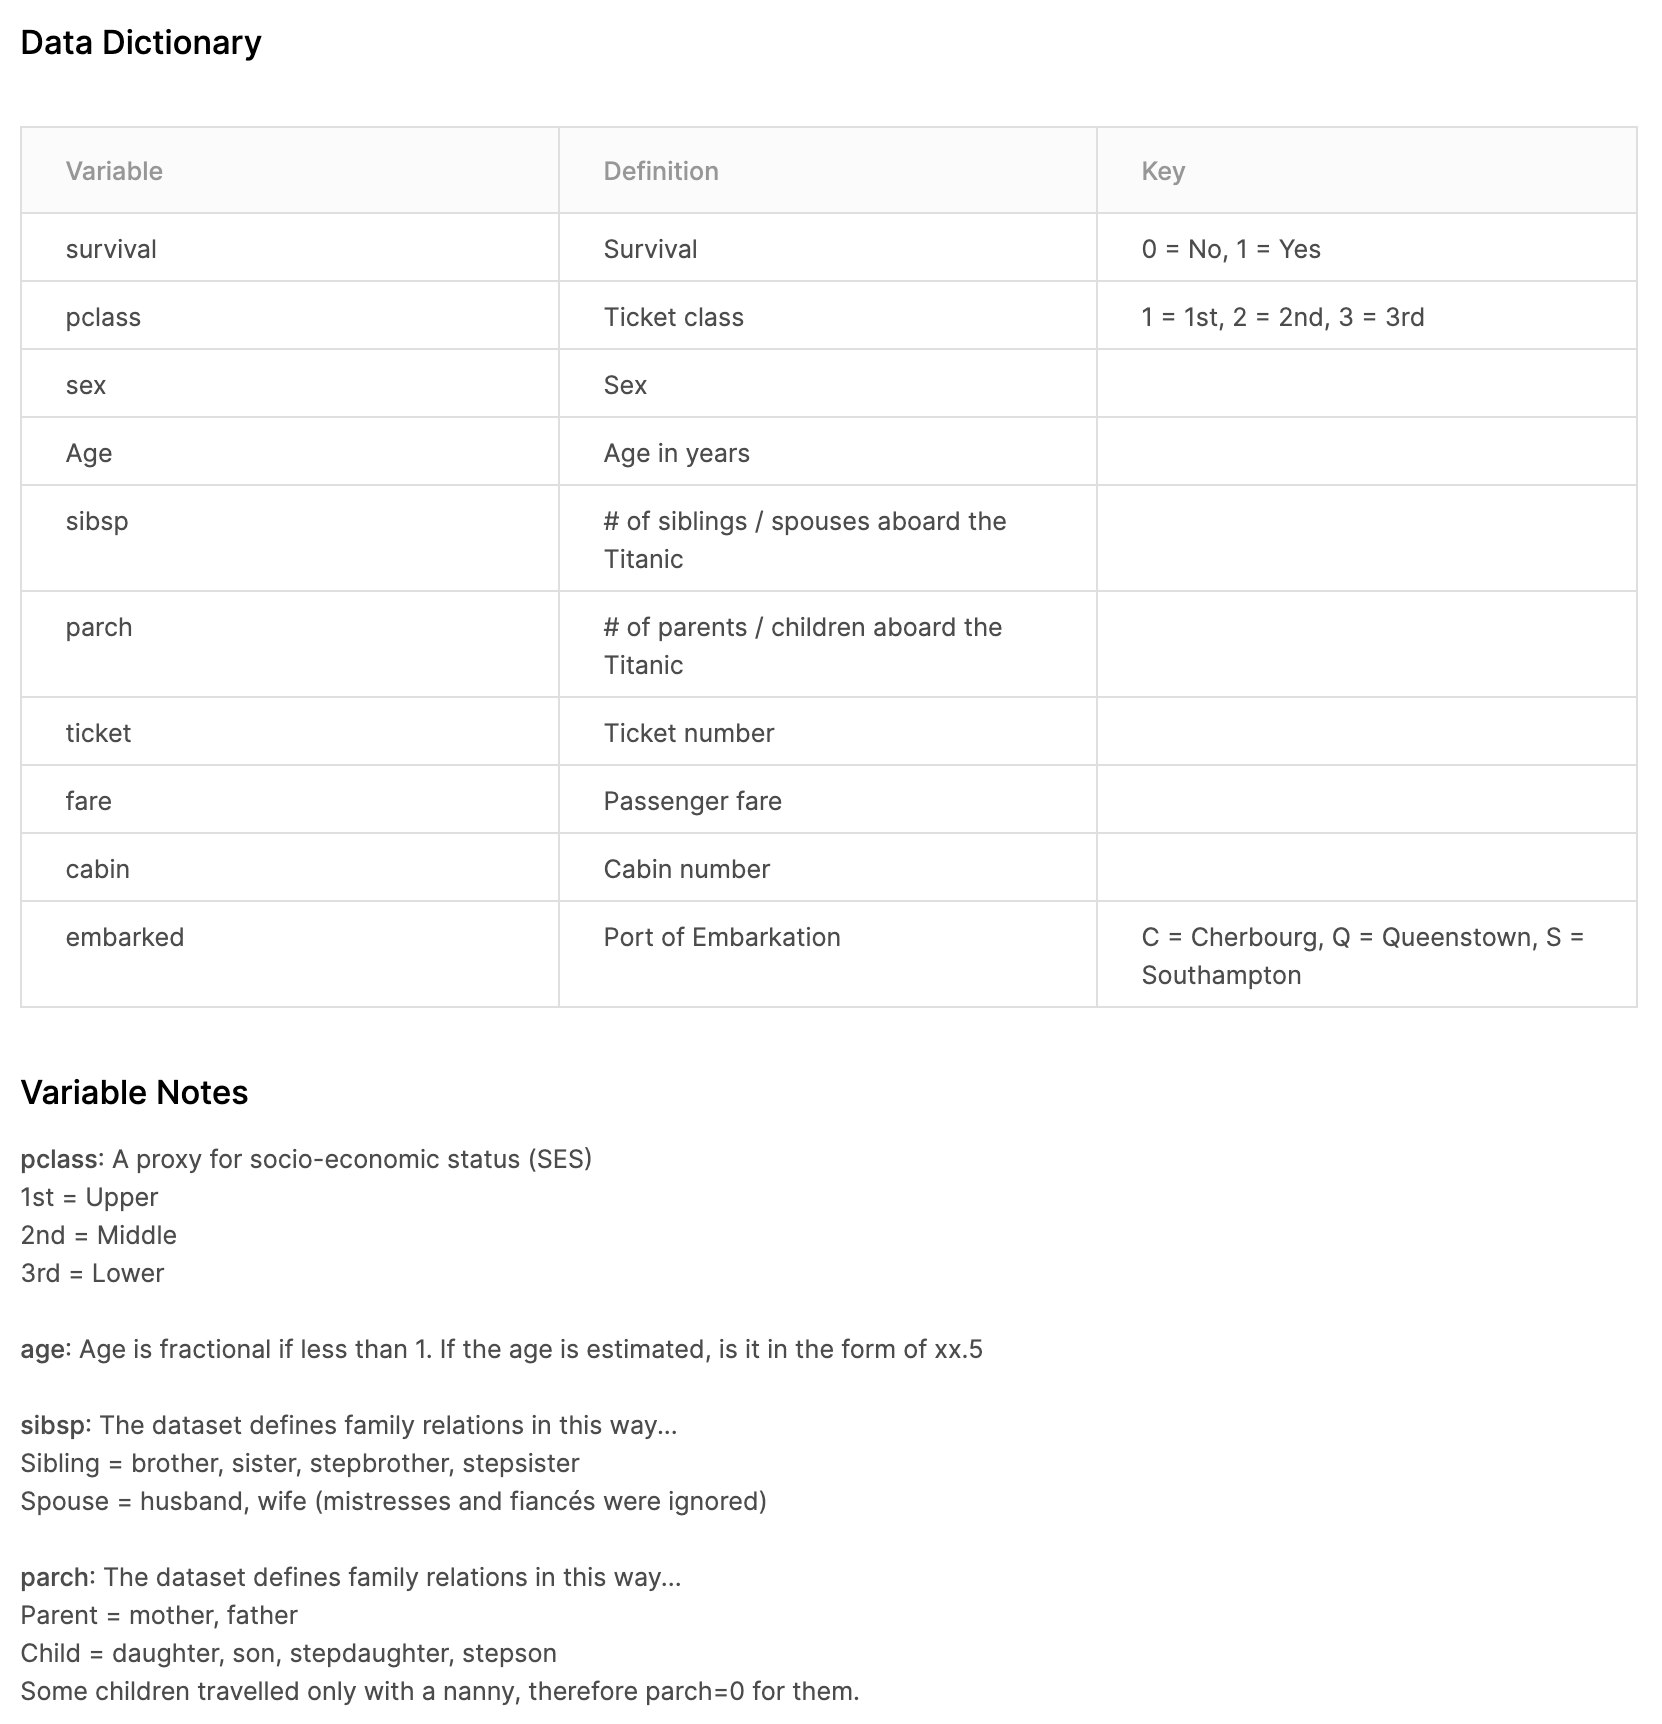 Data Dictionary
Variable Definition Key
survival Survival 0 = No, 1 = Yes
pclass Ticket class 1 = 1st, 2 = 2nd, 3 = 3rd
sex Sex
Age Age in years
sibsp # of siblings / spouses aboard the
Titanic
parch # of parents / children aboard the
Titanic
ticket Ticket number
fare Passenger fare
cabin Cabin number
embarked Port of Embarkation C = Cherbourg, Q = Queenstown, S =
Southampton
Variable Notes
pclass: A proxy for socio-economic status (SES)
1st = Upper
2nd = Middle
3rd = Lower
age: Age is fractional if less than 1. If the age is estimated, is it in the form of xx.5
sibsp: The dataset defines family relations in this way...
Sibling = brother, sister, stepbrother, stepsister
Spouse = husband, wife (mistresses and fiancés were ignored)
parch: The dataset defines family relations in this way...
Parent = mother, father
Child = daughter, son, stepdaughter, stepson
Some children travelled only with a nanny, therefore parch=0 for them.